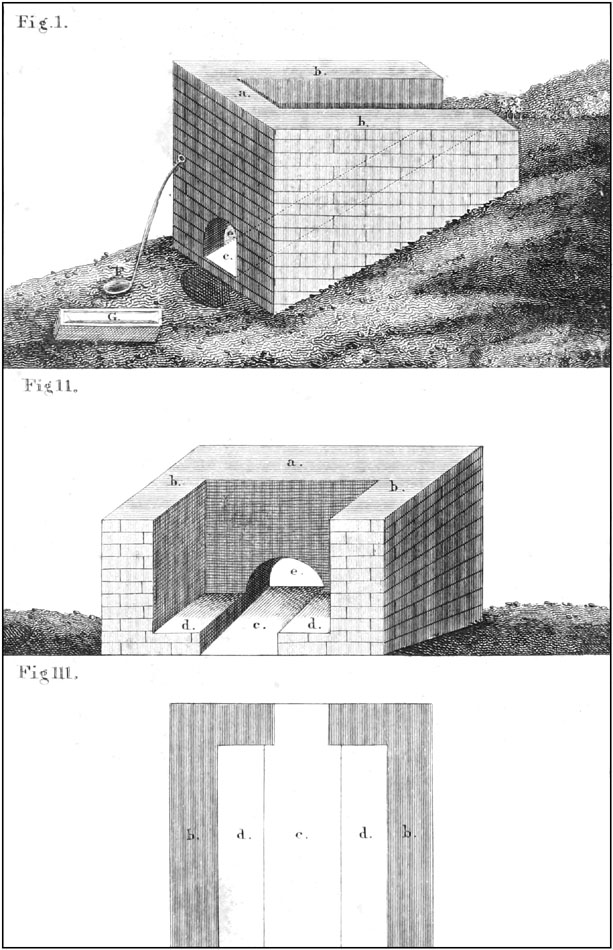 Fig.1.
b.
a.
b.
e.
c.
F.
G.
Fig 11.
a.
b. b.
e.
d. c. d.
Fig 111.
b. d. c. d. b.